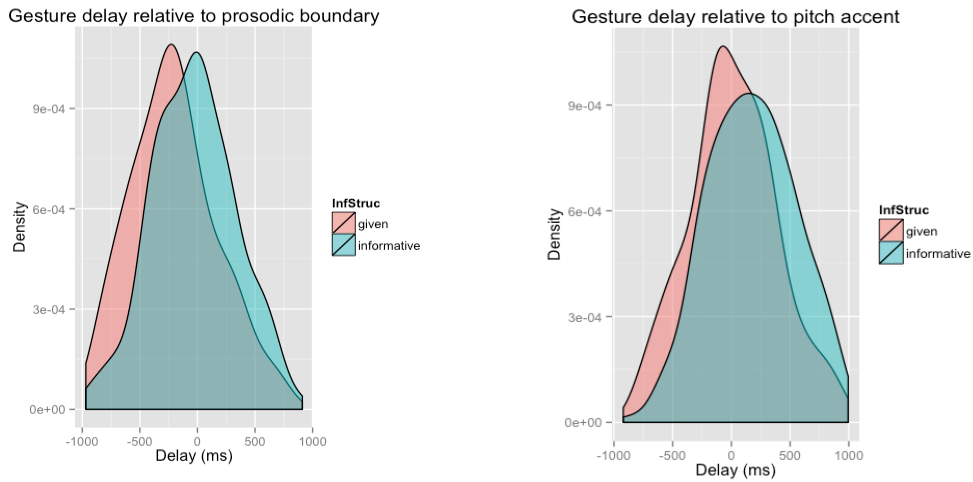 Gesture delay relative to prosodic boundary
Density
9e-04
6e-04
3e-04
0e+00
-1000 -500 0 500 1000
Delay (ms)
InfStruc
given
informative
Gesture delay relative to pitch accent
Density
9e-04
6e-04
3e-04
0e+00
-1000 -500 0 500 1000
Delay (ms)
InfStruc
given
informative